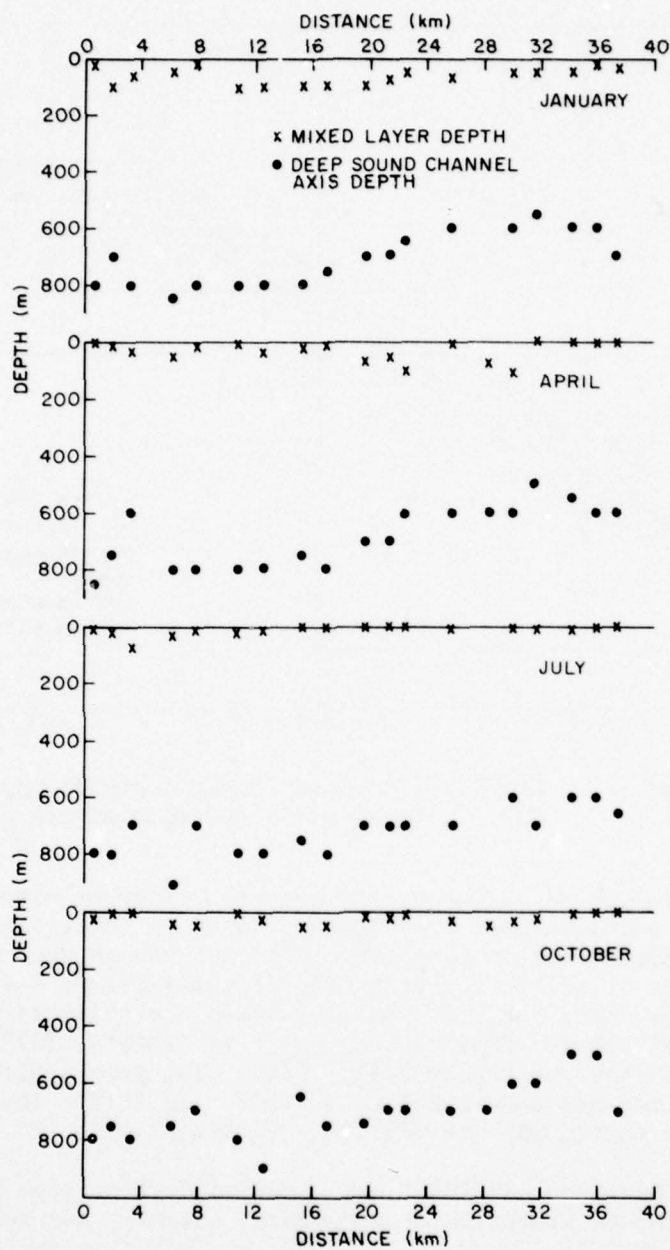 DISTANCE (km)
0 4 8 12 16 20 24 28 32 36 40
0
JANUARY
200
x MIXED LAYER DEPTH
● DEEP SOUND CHANNEL
AXIS DEPTH
400
600
800
DEPTH (m)
0
APRIL
200
400
600
800
0
JULY
200
400
600
800
DEPTH (m)
0
OCTOBER
200
400
600
800
0 4 8 12 16 20 24 28 32 36 40
DISTANCE (km)